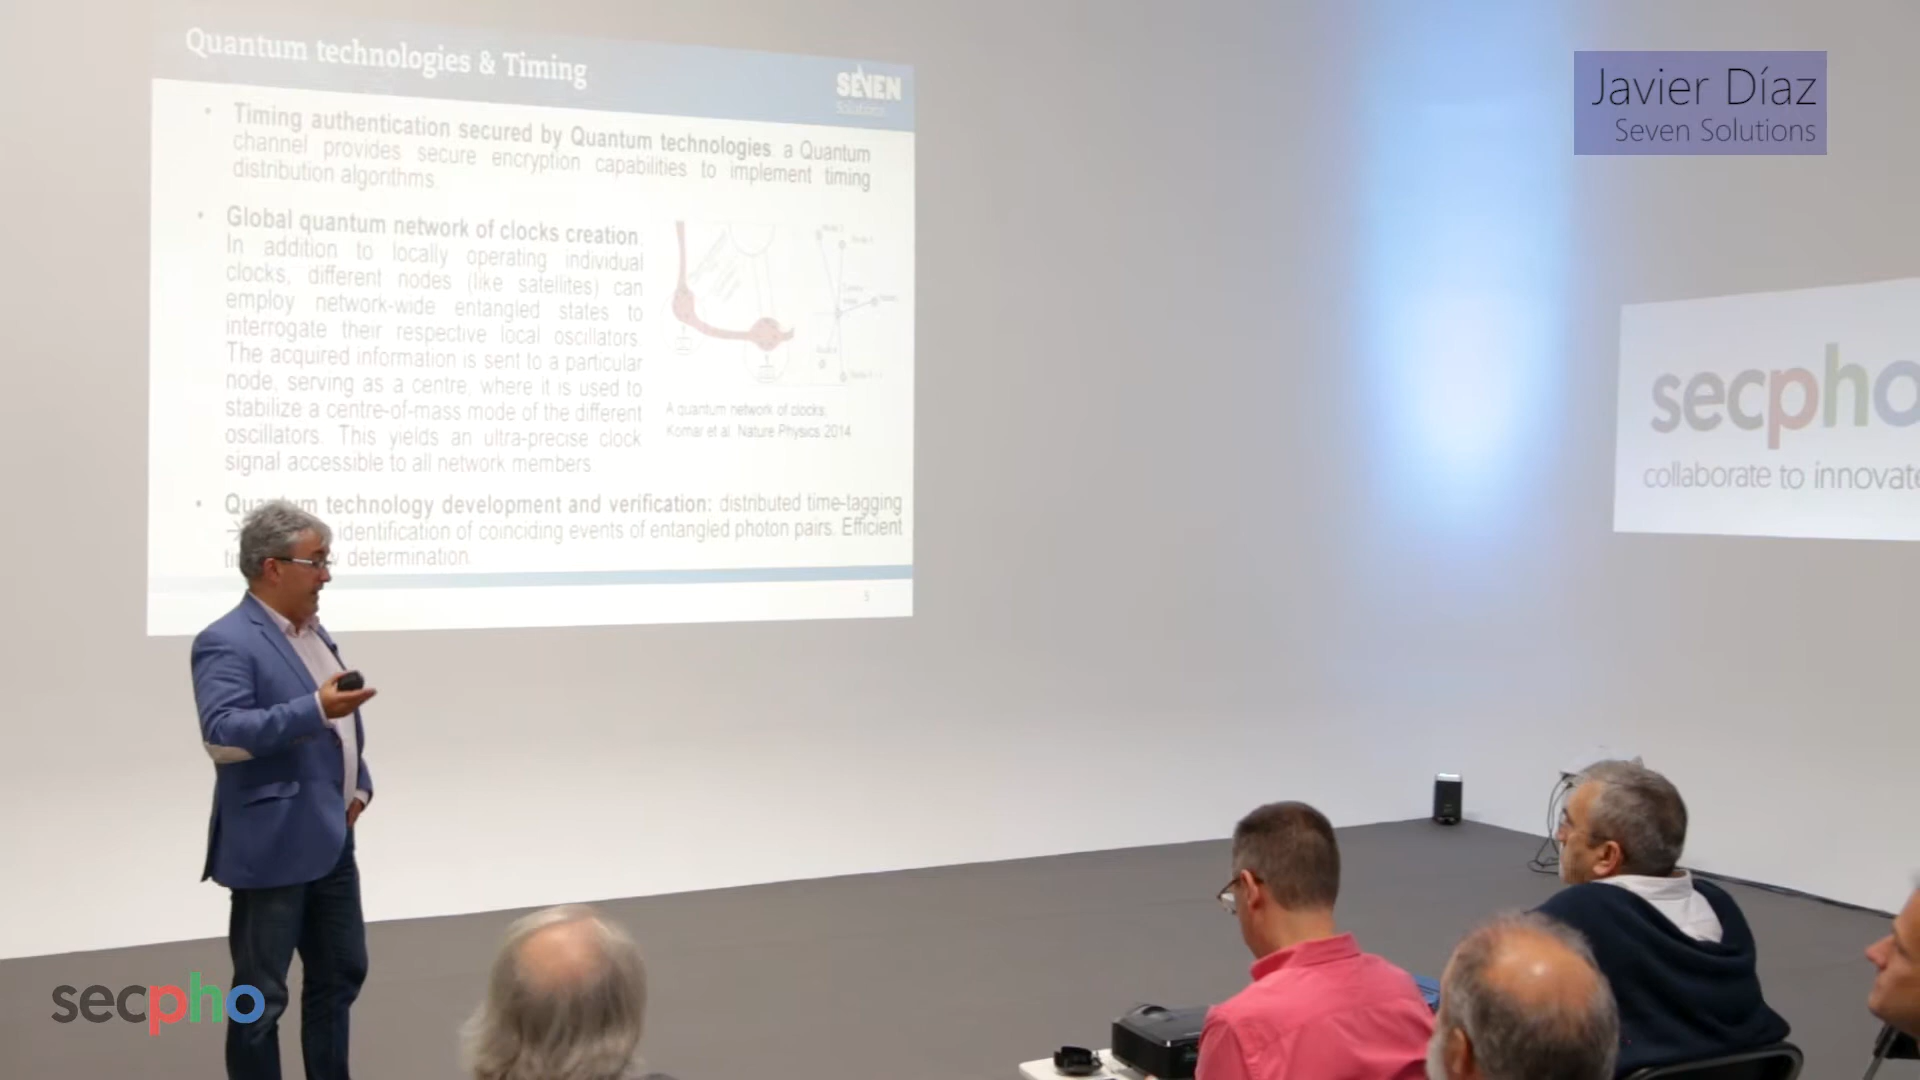 Quantum technologies & Timing
SEVEN
Solutions
Javier Díaz
Seven Solutions
• Timing authentication secured by Quantum technologies: a Quantum
channel provides secure encryption capabilities to implement timing
distribution algorithms.
• Global quantum network of clocks creation:
In addition to locally operating individual
clocks, different nodes (like satellites) can
employ network-wide entangled states to
interrogate their respective local oscillators.
The acquired information is sent to a particular
node, serving as a centre, where it is used to
stabilize a centre-of-mass mode of the different
oscillators. This yields an ultra-precise clock
signal accessible to all network members
A quantum network of clocks,
Komar et al. Nature Physics 2014
• Quantum technology development and verification: distributed time-tagging
identification of coinciding events of entangled photon pairs. Efficient
determination.
5
secpho
collaborate to innovate
secpho